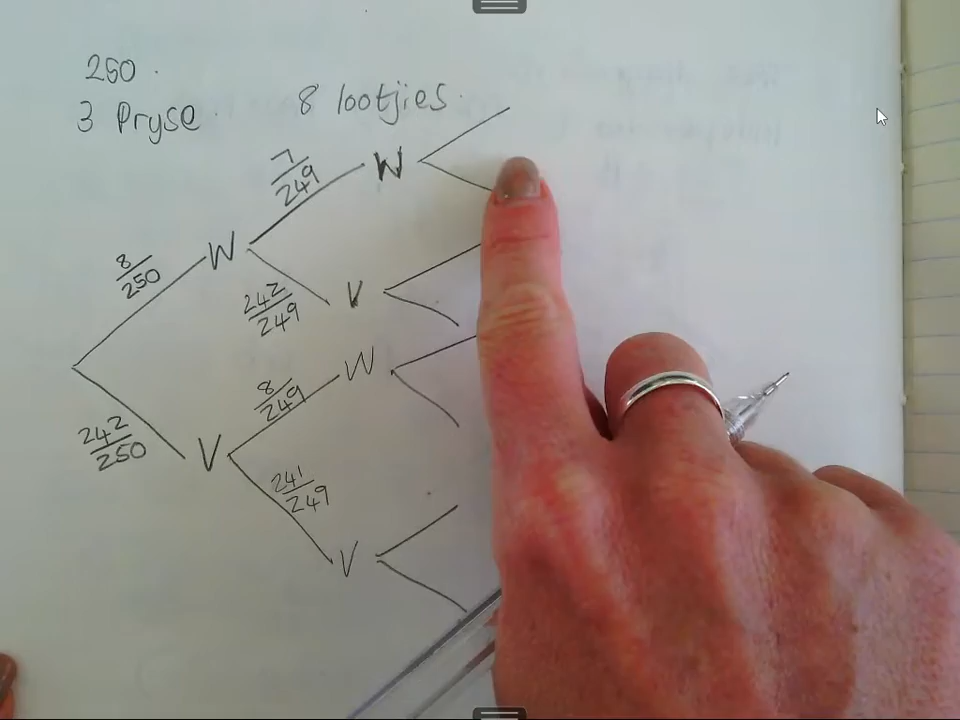 250.
3 Pryse. 8 lootjies.
7/249 W
8/250 W
242/249 V
8/249 W
242/250 V
241/249
V